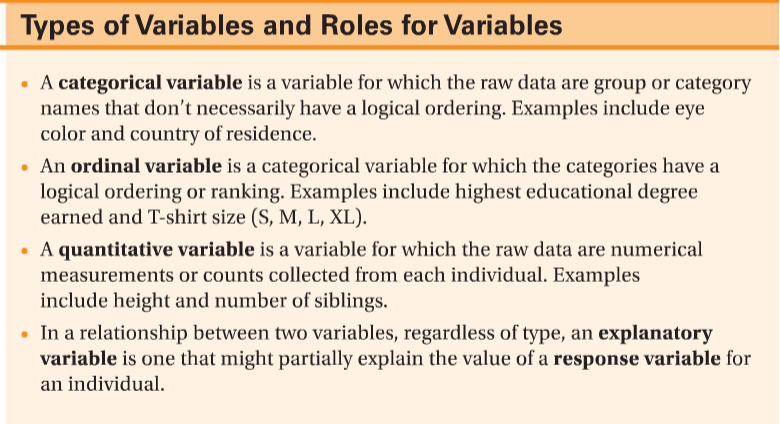 Types of Variables and Roles for Variables
• A categorical variable is a variable for which the raw data are group or category
names that don't necessarily have a logical ordering. Examples include eye
color and country of residence.
• An ordinal variable is a categorical variable for which the categories have a
logical ordering or ranking. Examples include highest educational degree
earned and T-shirt size (S, M, L, XL).
• A quantitative variable is a variable for which the raw data are numerical
measurements or counts collected from each individual. Examples
include height and number of siblings.
• In a relationship between two variables, regardless of type, an explanatory
variable is one that might partially explain the value of a response variable for
an individual.